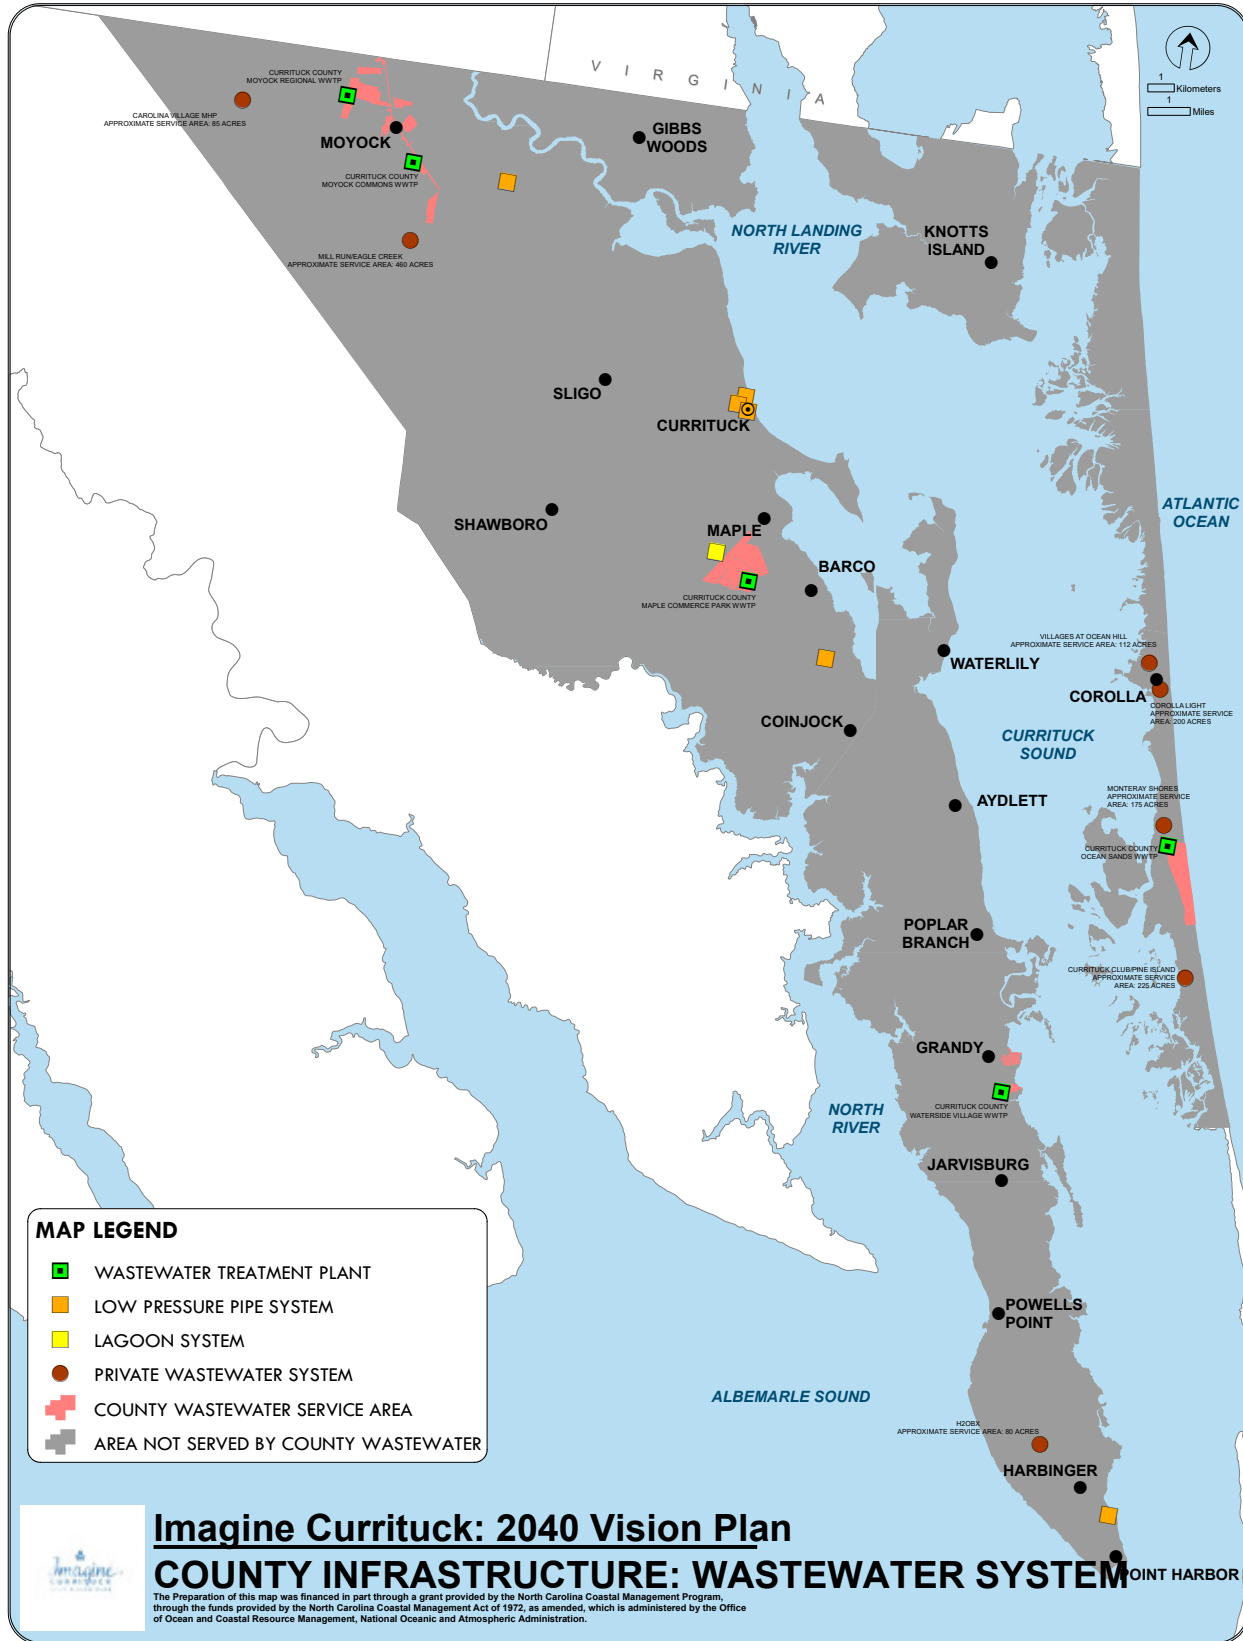 VIRGINIA
1
Kilometers
1
Miles
CURRITUCK COUNTY
MOYOCK REGIONAL WWTP
CAROLINA VILLAGE MHP
APPROXIMATE SERVICE AREA: 85 ACRES
MOYOCK
GIBBS
WOODS
CURRITUCK COUNTY
MOYOCK COMMONS WWTP
NORTH LANDING
RIVER
KNOTTS
ISLAND
MILL RUN/EAGLE CREEK
APPROXIMATE SERVICE AREA: 460 ACRES
SLIGO
CURRITUCK
SHAWBORO
MAPLE
ATLANTIC
OCEAN
BARCO
CURRITUCK COUNTY
MAPLE COMMERCE PARK WWTP
VILLAGES AT OCEAN HILL
APPROXIMATE SERVICE AREA: 112 ACRES
WATERLILY
COROLLA
COROLLA LIGHT
APPROXIMATE SERVICE
AREA: 200 ACRES
COINJOCK
CURRITUCK
SOUND
MONTERAY SHORES
APPROXIMATE SERVICE
AREA: 175 ACRES
AYDLETT
CURRITUCK COUNTY
OCEAN SANDS WWTP
POPLAR
BRANCH
CURRITUCK CLUB/PINE ISLAND
APPROXIMATE SERVICE
AREA: 225 ACRES
GRANDY
NORTH
RIVER
CURRITUCK COUNTY
WATERSIDE VILLAGE WWTP
JARVISBURG
POWELLS
POINT
ALBEMARLE SOUND
H2OBX
APPROXIMATE SERVICE AREA: 80 ACRES
HARBINGER
POINT HARBOR
MAP LEGEND
WASTEWATER TREATMENT PLANT
LOW PRESSURE PIPE SYSTEM
LAGOON SYSTEM
PRIVATE WASTEWATER SYSTEM
COUNTY WASTEWATER SERVICE AREA
AREA NOT SERVED BY COUNTY WASTEWATER
Imagine
CURRITUCK
Imagine Currituck: 2040 Vision Plan
COUNTY INFRASTRUCTURE: WASTEWATER SYSTEM
The Preparation of this map was financed in part through a grant provided by the North Carolina Coastal Management Program,
through the funds provided by the North Carolina Coastal Management Act of 1972, as amended, which is administered by the Office
of Ocean and Coastal Resource Management, National Oceanic and Atmospheric Administration.